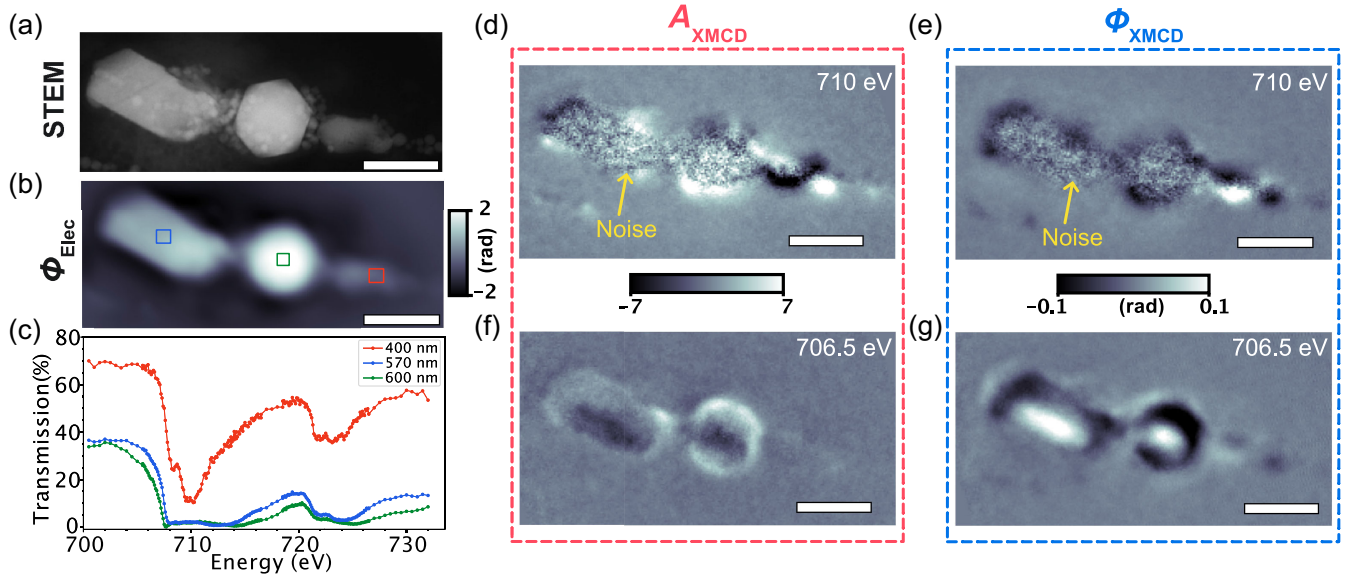 (a)
STEM
(b)
Φ_Elec
2
(rad)
−2
(c)
Transmission(%)
80
60
40
20
0
400 nm
570 nm
600 nm
700
710
720
730
Energy (eV)
(d)
A_XMCD
710 eV
Noise
−7
7
(e)
Φ_XMCD
710 eV
Noise
−0.1
(rad)
0.1
(f)
706.5 eV
(g)
706.5 eV